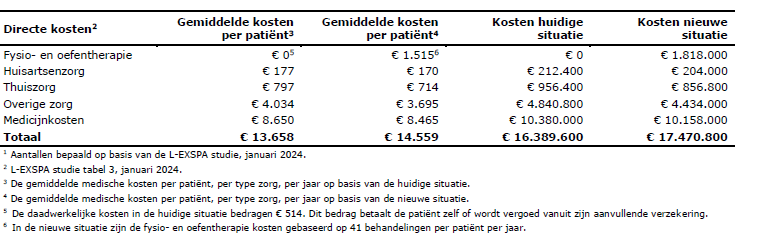 Directe kosten² Gemiddelde kosten per patiënt³ Gemiddelde kosten per patiënt⁴ Kosten huidige situatie Kosten nieuwe situatie
Fysio- en oefentherapie € 0⁵ € 1.515⁶ € 0 € 1.818.000
Huisartsenzorg € 177 € 170 € 212.400 € 204.000
Thuiszorg € 797 € 714 € 956.400 € 856.800
Overige zorg € 4.034 € 3.695 € 4.840.800 € 4.434.000
Medicijnkosten € 8.650 € 8.465 € 10.380.000 € 10.158.000
Totaal € 13.658 € 14.559 € 16.389.600 € 17.470.800
¹ Aantallen bepaald op basis van de L-EXSPA studie, januari 2024.
² L-EXSPA studie tabel 3, januari 2024.
³ De gemiddelde medische kosten per patiënt, per type zorg, per jaar op basis van de huidige situatie.
⁴ De gemiddelde medische kosten per patiënt, per type zorg, per jaar op basis van de nieuwe situatie.
⁵ De daadwerkelijke kosten in de huidige situatie bedragen € 514. Dit bedrag betaalt de patiënt zelf of wordt vergoed vanuit zijn aanvullende verzekering.
⁶ In de nieuwe situatie zijn de fysio- en oefentherapie kosten gebaseerd op 41 behandelingen per patiënt per jaar.